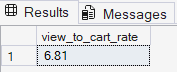 Results Messages
view_to_cart_rate
1 6.81